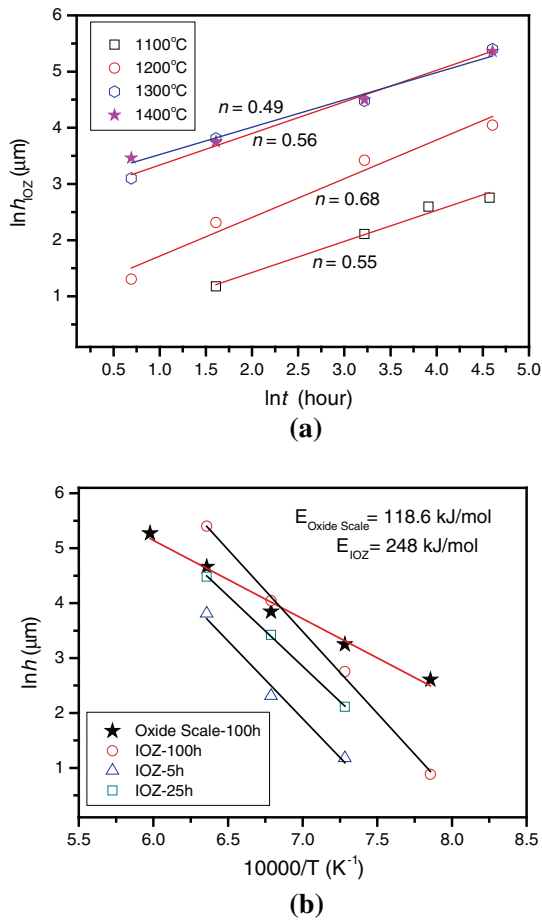 6
5
4
3
2
1
ln h_IOZ (μm)
1100°C
1200°C
1300°C
1400°C
n = 0.49
n = 0.56
n = 0.68
n = 0.55
0.5 1.0 1.5 2.0 2.5 3.0 3.5 4.0 4.5 5.0
ln t (hour)
(a)
6
5
4
3
2
1
ln h (μm)
E_Oxide Scale = 118.6 kJ/mol
E_IOZ = 248 kJ/mol
Oxide Scale-100h
IOZ-100h
IOZ-5h
IOZ-25h
5.5 6.0 6.5 7.0 7.5 8.0 8.5
10000/T (K⁻¹)
(b)